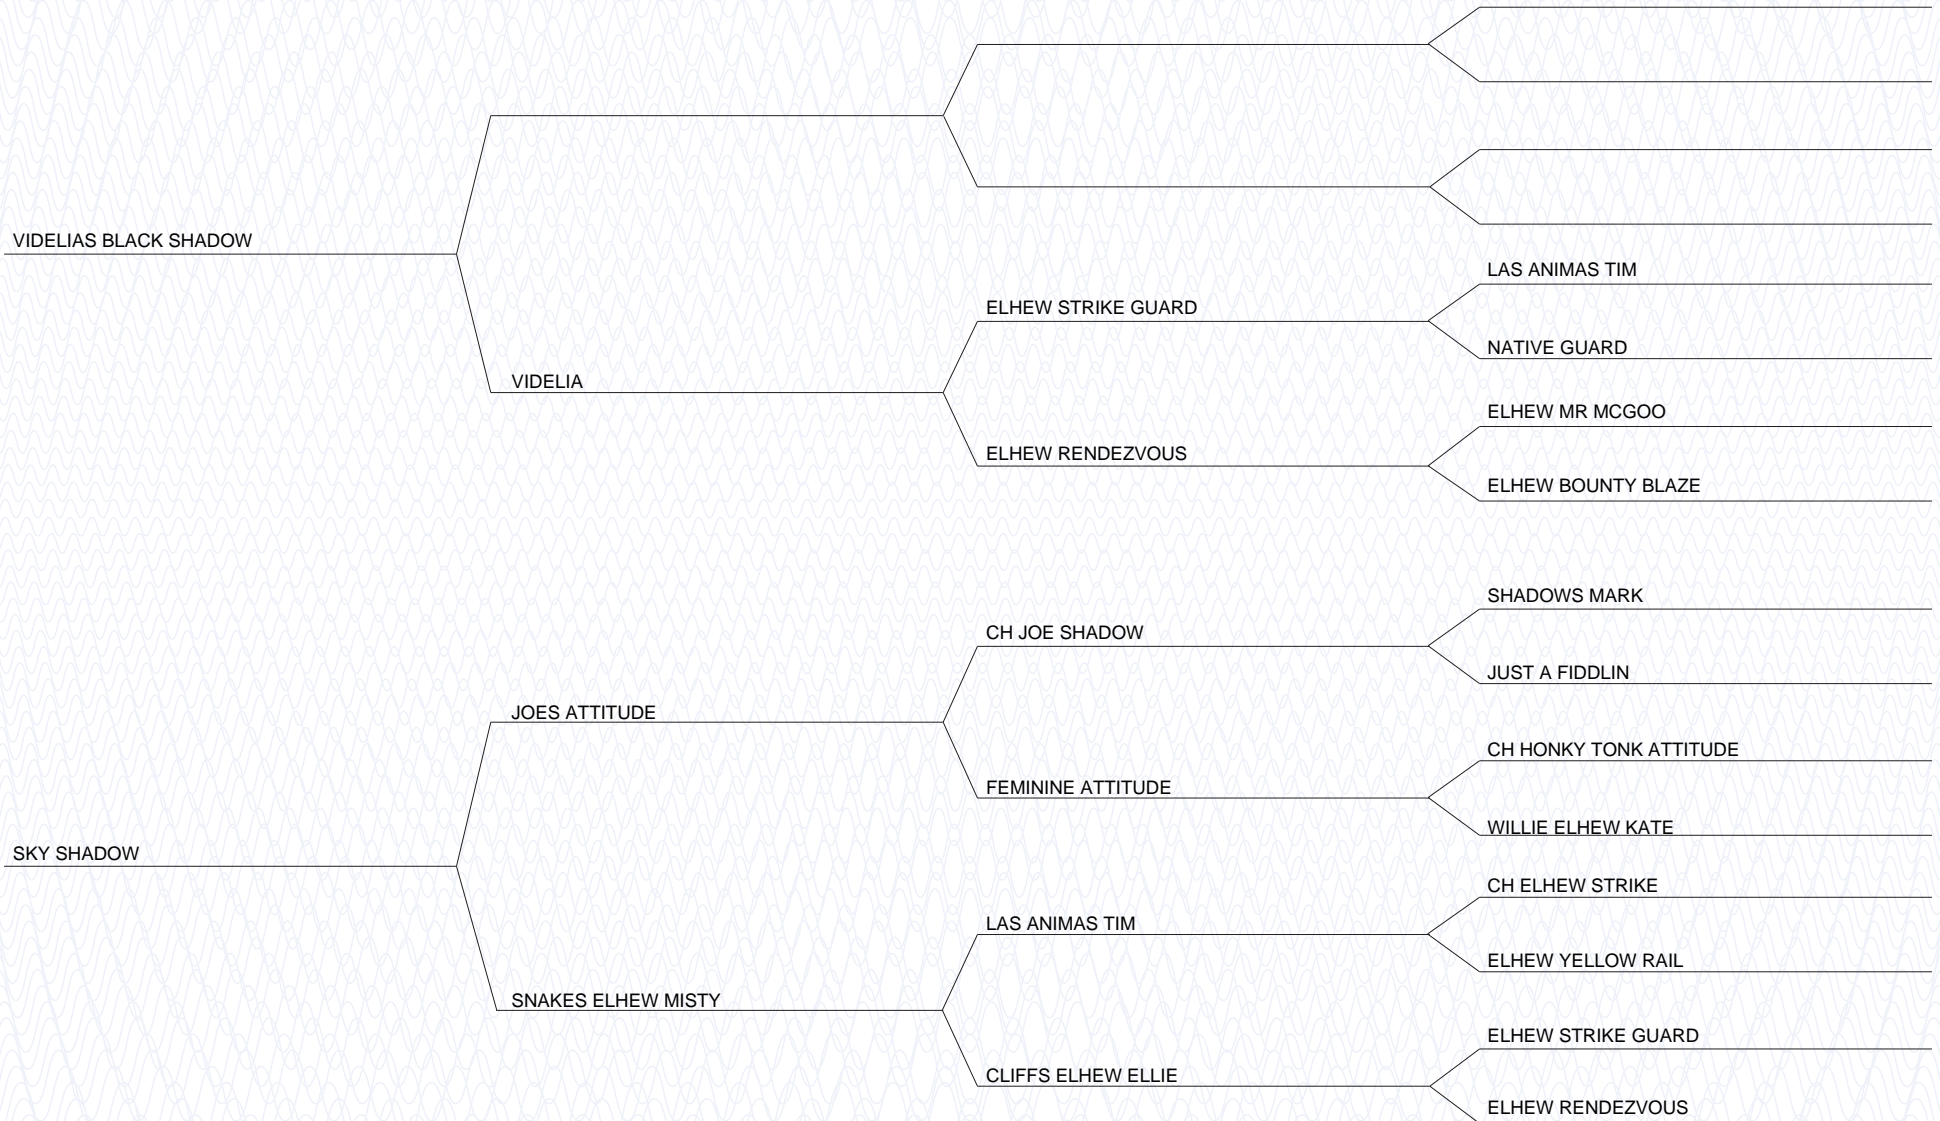 VIDELIAS BLACK SHADOW
VIDELIA
ELHEW STRIKE GUARD
LAS ANIMAS TIM
NATIVE GUARD
ELHEW RENDEZVOUS
ELHEW MR MCGOO
ELHEW BOUNTY BLAZE
SKY SHADOW
JOES ATTITUDE
CH JOE SHADOW
SHADOWS MARK
JUST A FIDDLIN
FEMININE ATTITUDE
CH HONKY TONK ATTITUDE
WILLIE ELHEW KATE
SNAKES ELHEW MISTY
LAS ANIMAS TIM
CH ELHEW STRIKE
ELHEW YELLOW RAIL
CLIFFS ELHEW ELLIE
ELHEW STRIKE GUARD
ELHEW RENDEZVOUS